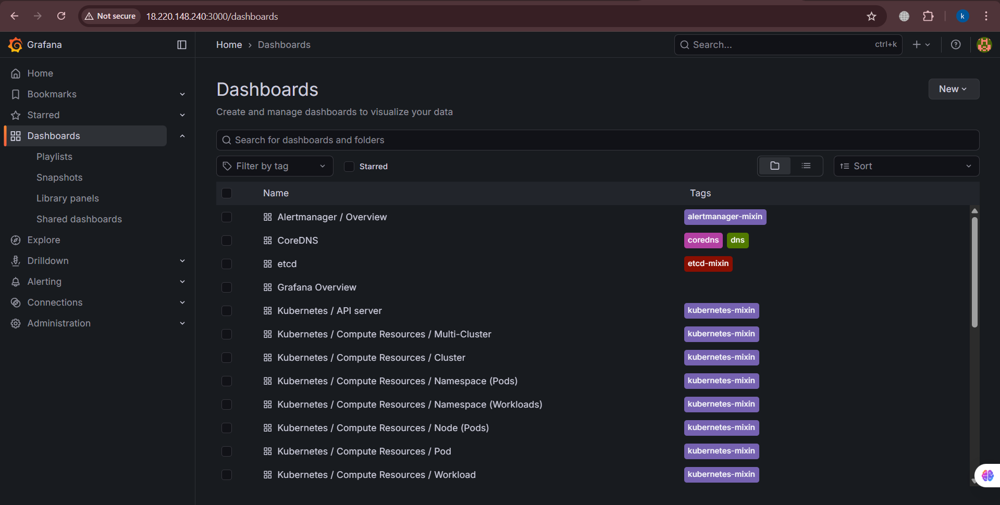 Not secure 18.220.148.240:3000/dashboards
k
Grafana
Home › Dashboards
Search... ctrl+k
Home
Bookmarks
Starred
Dashboards
Playlists
Snapshots
Library panels
Shared dashboards
Explore
Drilldown
Alerting
Connections
Administration
Dashboards
New
Create and manage dashboards to visualize your data
Search for dashboards and folders
Filter by tag
Starred
Sort
Name Tags
Alertmanager / Overview alertmanager-mixin
CoreDNS coredns dns
etcd etcd-mixin
Grafana Overview
Kubernetes / API server kubernetes-mixin
Kubernetes / Compute Resources / Multi-Cluster kubernetes-mixin
Kubernetes / Compute Resources / Cluster kubernetes-mixin
Kubernetes / Compute Resources / Namespace (Pods) kubernetes-mixin
Kubernetes / Compute Resources / Namespace (Workloads) kubernetes-mixin
Kubernetes / Compute Resources / Node (Pods) kubernetes-mixin
Kubernetes / Compute Resources / Pod kubernetes-mixin
Kubernetes / Compute Resources / Workload kubernetes-mixin